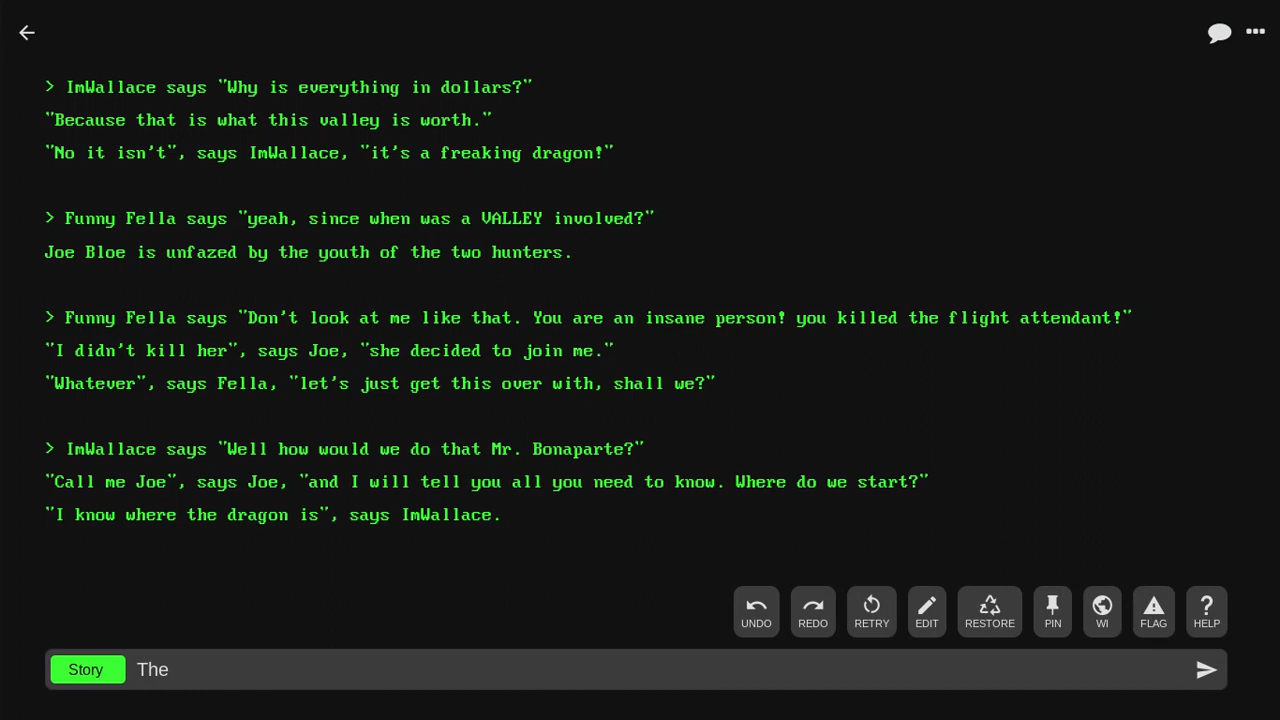 > ImWallace says "Why is everything in dollars?"
"Because that is what this valley is worth."
"No it isn't", says ImWallace, "it's a freaking dragon!"
> Funny Fella says "yeah, since when was a VALLEY involved?"
Joe Bloe is unfazed by the youth of the two hunters.
> Funny Fella says "Don't look at me like that. You are an insane person! you killed the flight attendant!"
"I didn't kill her", says Joe, "she decided to join me."
"Whatever", says Fella, "let's just get this over with, shall we?"
> ImWallace says "Well how would we do that Mr. Bonaparte?"
"Call me Joe", says Joe, "and I will tell you all you need to know. Where do we start?"
"I know where the dragon is", says ImWallace.
UNDO REDO RETRY EDIT RESTORE PIN WI FLAG HELP
Story The